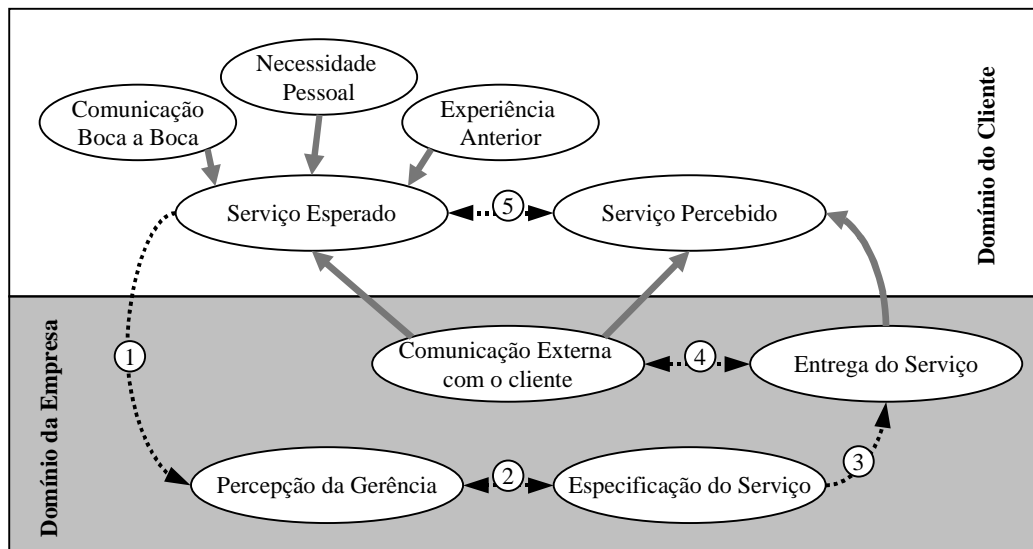 Necessidade
Pessoal
Comunicação
Boca a Boca
Experiência
Anterior
Domínio do Cliente
Serviço Esperado
5
Serviço Percebido
1
Comunicação Externa
com o cliente
4
Entrega do Serviço
Domínio da Empresa
Percepção da Gerência
2
Especificação do Serviço
3